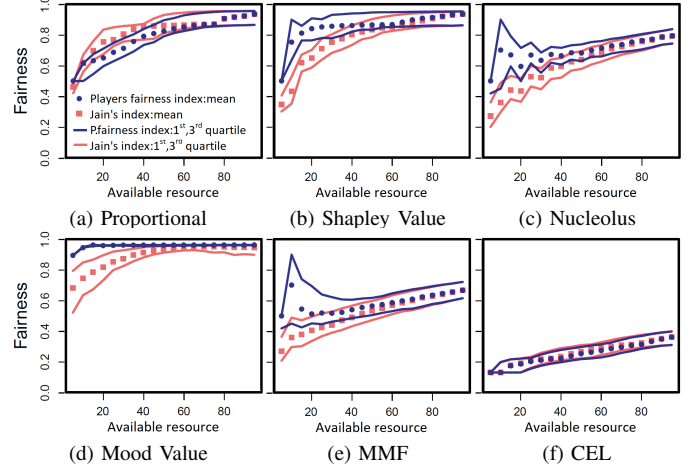 Fairness
0.0 0.2 0.4 0.6 0.8 1.0
Players fairness index:mean
Jain's index:mean
P.fairness index:1st,3rd quartile
Jain's index:1st,3rd quartile
20 40 60 80
20 40 60 80
20 40 60 80
Available resource
Available resource
Available resource
(a) Proportional
(b) Shapley Value
(c) Nucleolus
Fairness
0.0 0.2 0.4 0.6 0.8 1.0
20 40 60 80
20 40 60 80
20 40 60 80
Available resource
Available resource
Available resource
(d) Mood Value
(e) MMF
(f) CEL